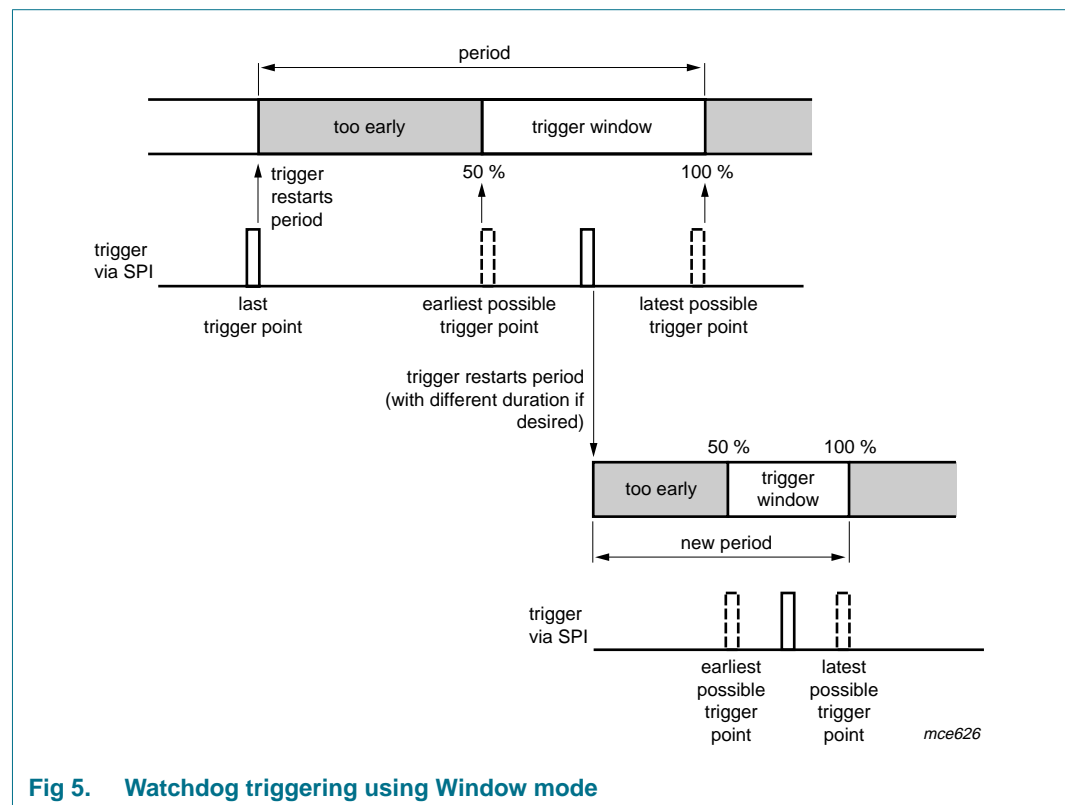 period
too early
trigger window
trigger
restarts
period
50 %
100 %
trigger
via SPI
last
trigger point
earliest possible
trigger point
latest possible
trigger point
trigger restarts period
(with different duration if
desired)
50 %
100 %
too early
trigger
window
new period
trigger
via SPI
earliest
possible
trigger
point
latest
possible
trigger
point
mce626
Fig 5. Watchdog triggering using Window mode